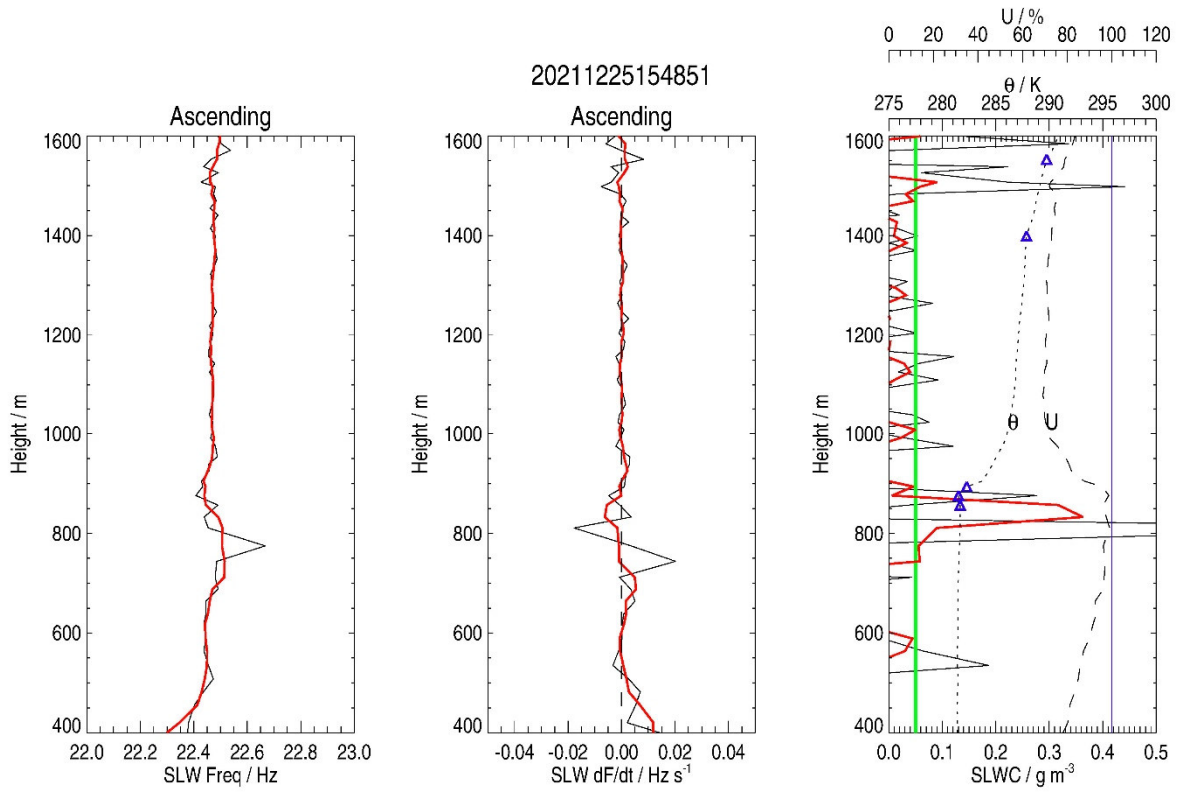 U / %
0 20 40 60 80 100 120
20211225154851
θ / K
Ascending
Ascending
275 280 285 290 295 300
1600
1400
1200
1000
800
600
400
Height / m
22.0 22.2 22.4 22.6 22.8 23.0
SLW Freq / Hz
1600
1400
1200
1000
800
600
400
Height / m
-0.04 -0.02 0.00 0.02 0.04
SLW dF/dt / Hz s⁻¹
1600
1400
1200
1000
800
600
400
Height / m
θ U
0.0 0.1 0.2 0.3 0.4 0.5
SLWC / g m⁻³